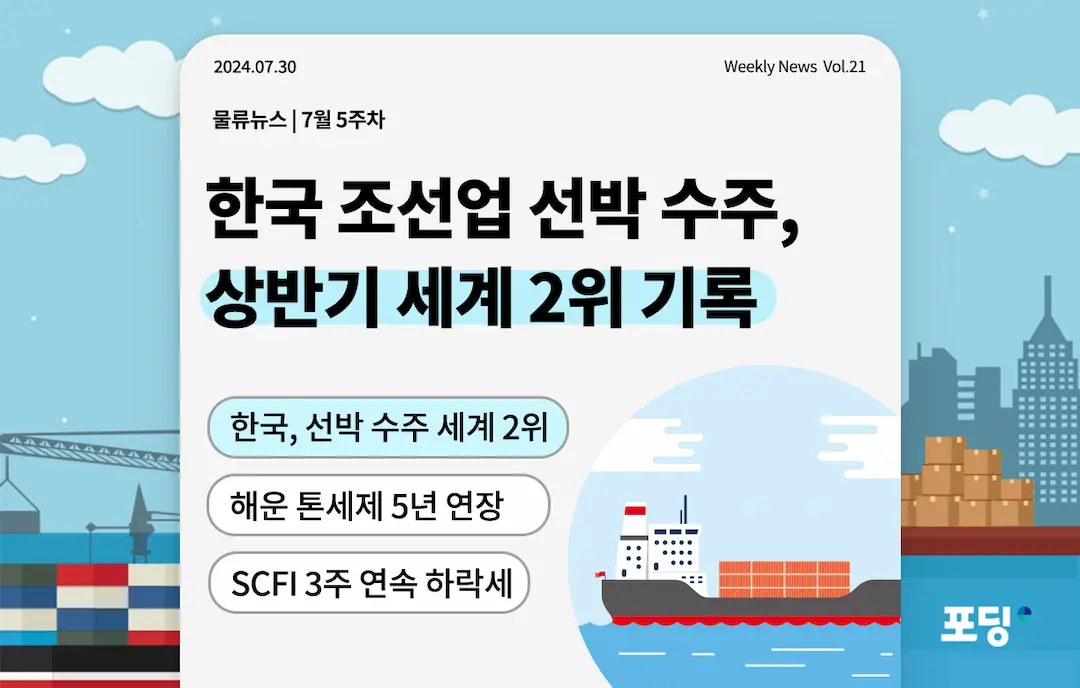 2024.07.30
Weekly News Vol.21
물류뉴스 | 7월 5주차
한국 조선업 선박 수주,
상반기 세계 2위 기록
한국, 선박 수주 세계 2위
해운 톤세제 5년 연장
SCFI 3주 연속 하락세
포딩